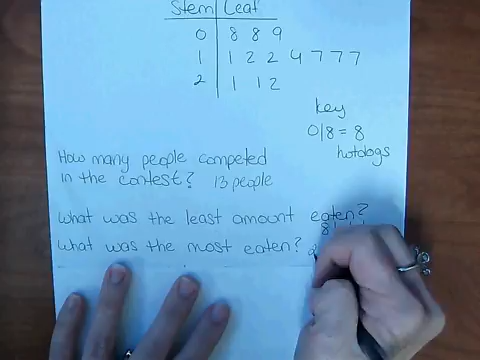 Stem Leaf
0 8 8 9
1 1 2 2 4 7 7 7
2 1 1 2
key
0|8 = 8
hotdogs
How many people competed
in the contest? 13 people
What was the least amount eaten?
8
What was the most eaten?